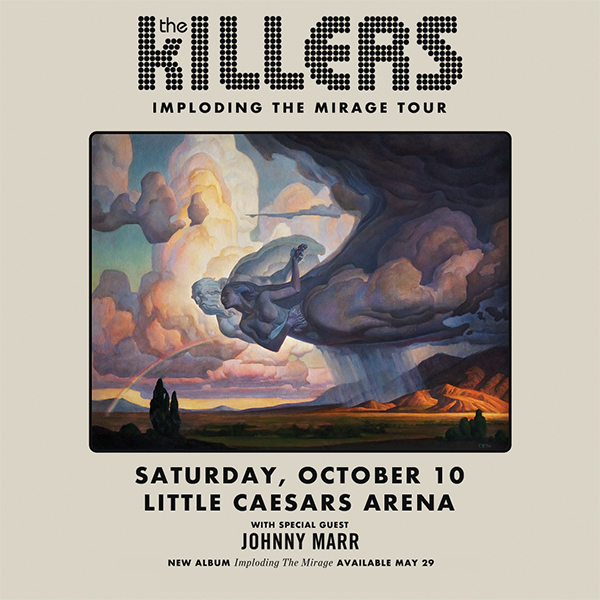 the KILLERS
IMPLODING THE MIRAGE TOUR
SATURDAY, OCTOBER 10
LITTLE CAESARS ARENA
WITH SPECIAL GUEST
JOHNNY MARR
NEW ALBUM Imploding The Mirage AVAILABLE MAY 29